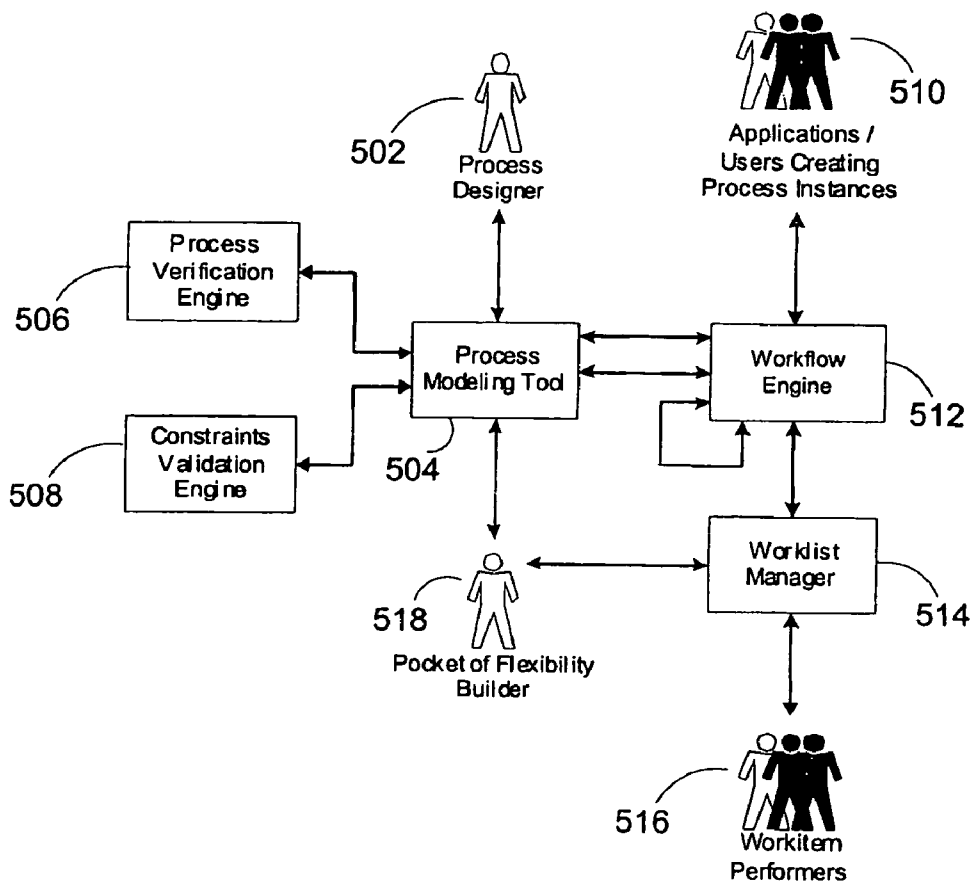 510
502
Applications /
Users Creating
Process Instances
Process
Designer
Process
Verification
Engine
506
Process
Modeling Tool
Workflow
Engine
512
Constraints
Validation
Engine
504
508
Worklist
Manager
518
514
Pocket of Flexibility
Builder
516
Workitem
Performers